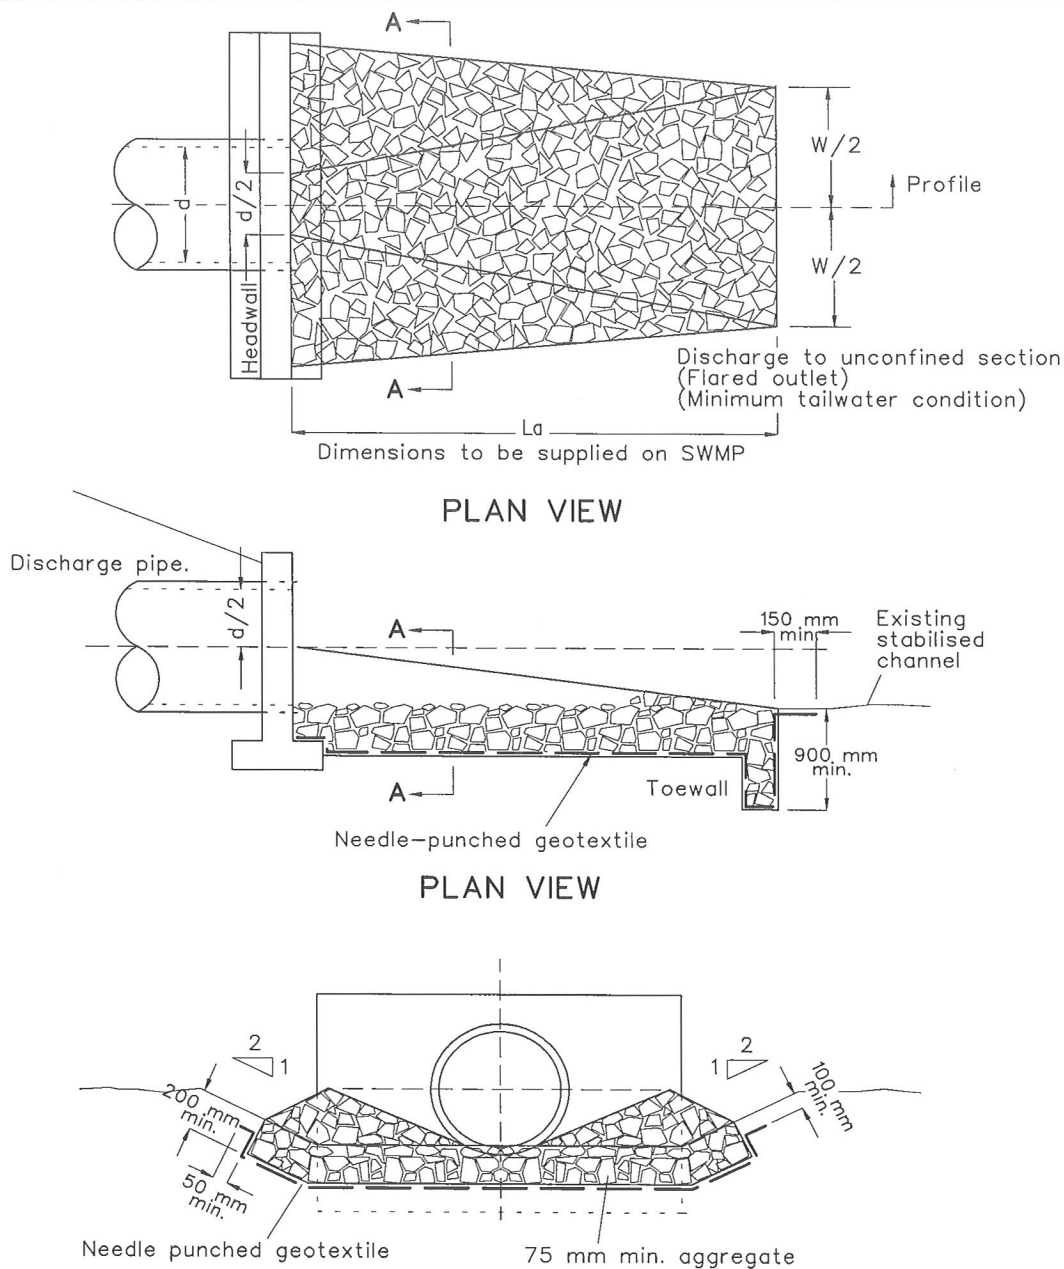 A
W/2
Profile
d
d/2
Headwall
W/2
A
Discharge to unconfined section
(Flared outlet)
(Minimum tailwater condition)
La
Dimensions to be supplied on SWMP
PLAN VIEW
Discharge pipe.
d/2
A
150 mm
min.
Existing
stabilised
channel
900 mm
min.
A
Toewall
Needle-punched geotextile
PLAN VIEW
2
1
1
2
200 mm
min.
100 mm
min.
50 mm
min.
Needle punched geotextile
75 mm min. aggregate